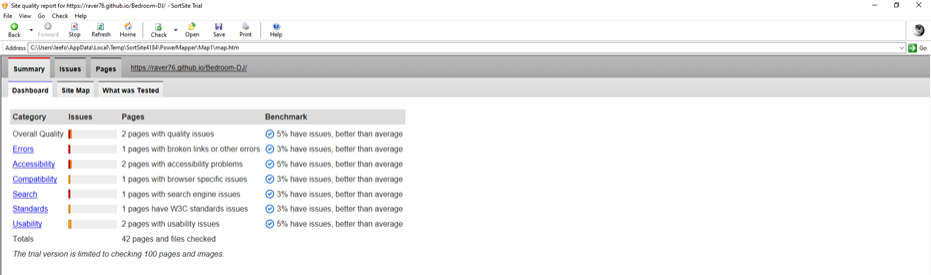 Site quality report for https://raver76.github.io/Bedroom-DJ/ - SortSite Trial
File View Go Check Help
Back Forward Stop Refresh Home Check Open Save Print Help
Address C:\Users\leefo\AppData\Local\Temp\SortSite4184\PowerMapper\Map1\map.htm Go
Summary Issues Pages https://raver76.github.io/Bedroom-DJ/
Dashboard Site Map What was Tested
Category Issues Pages Benchmark
Overall Quality 2 pages with quality issues 5% have issues, better than average
Errors 1 pages with broken links or other errors 3% have issues, better than average
Accessibility 2 pages with accessibility problems 5% have issues, better than average
Compatibility 1 pages with browser specific issues 3% have issues, better than average
Search 1 pages with search engine issues 3% have issues, better than average
Standards 1 pages have W3C standards issues 3% have issues, better than average
Usability 2 pages with usability issues 5% have issues, better than average
Totals 42 pages and files checked
The trial version is limited to checking 100 pages and images.